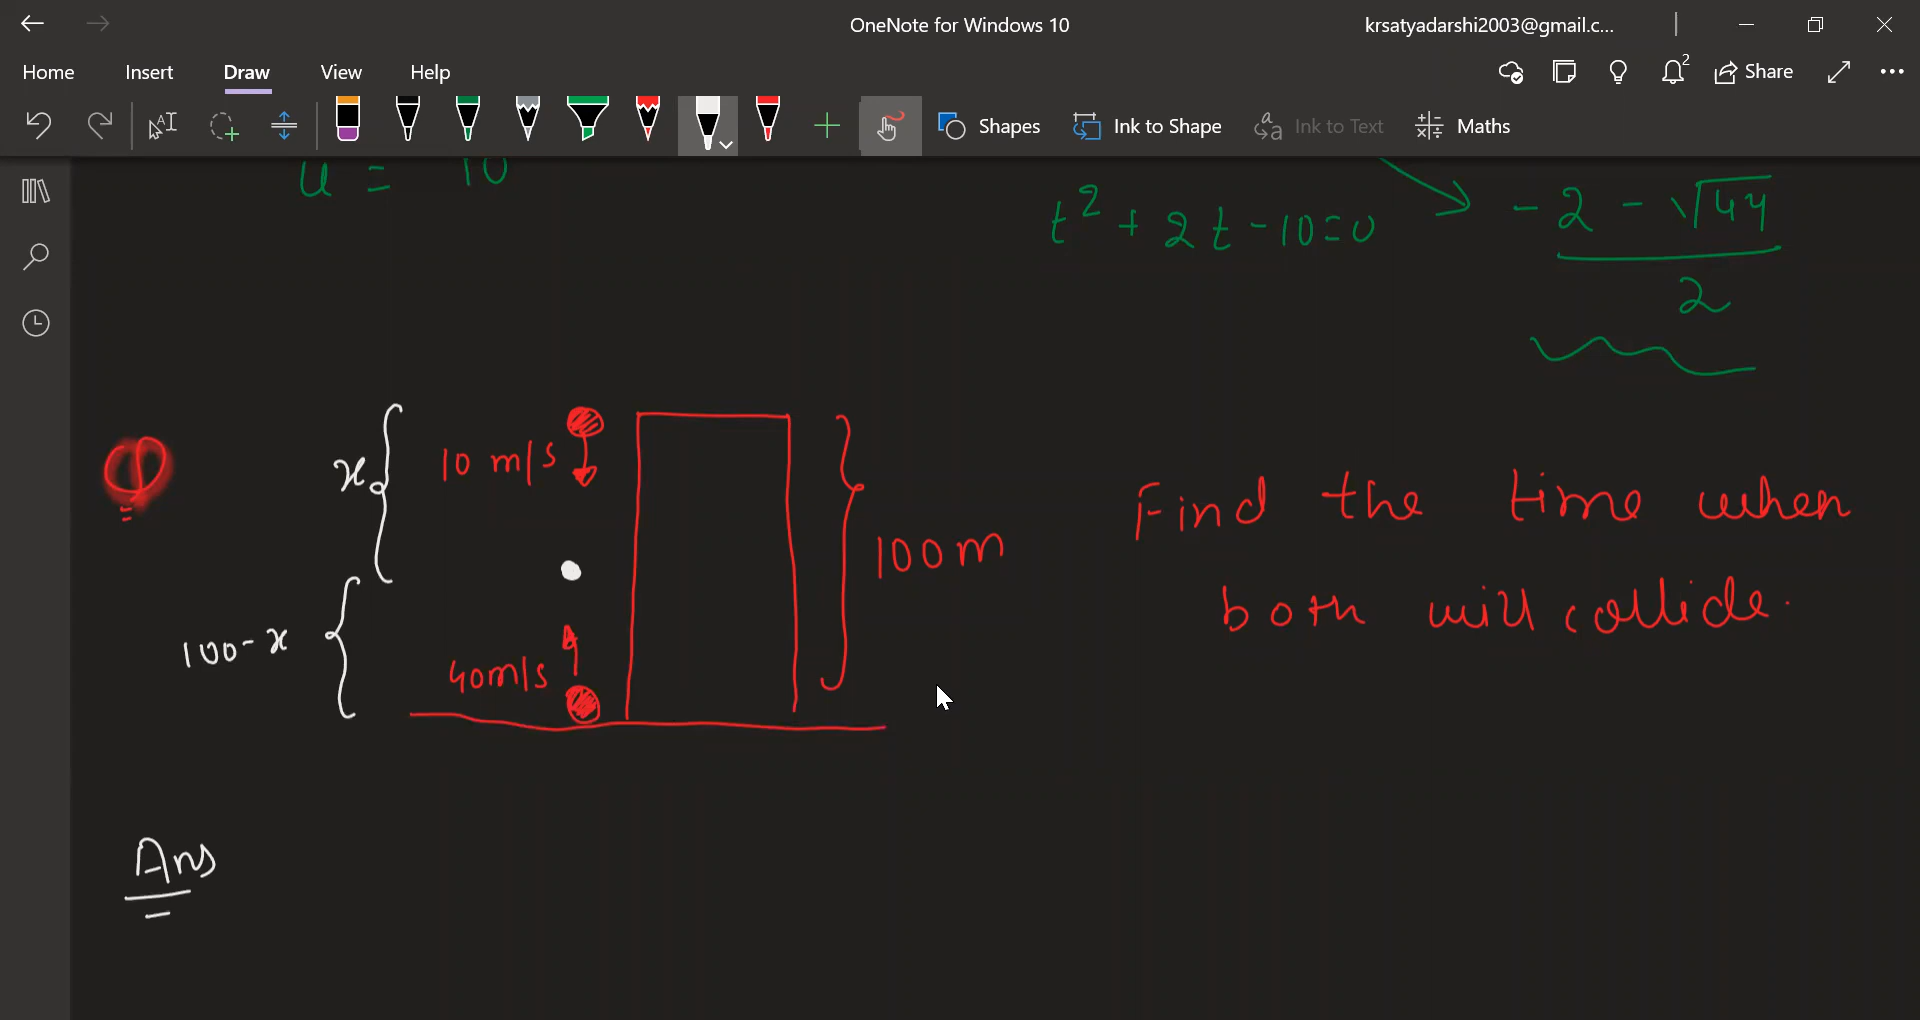 OneNote for Windows 10
krsatyadarshi2003@gmail.c...
Home Insert Draw View Help
2
Share
Shapes Ink to Shape Ink to Text Maths
u = 10
t² + 2t - 10 = 0
- 2 - √44
2
Q
x
10 m/s
Find the time when
100m
both will collide.
100-x
40m/s
Ans